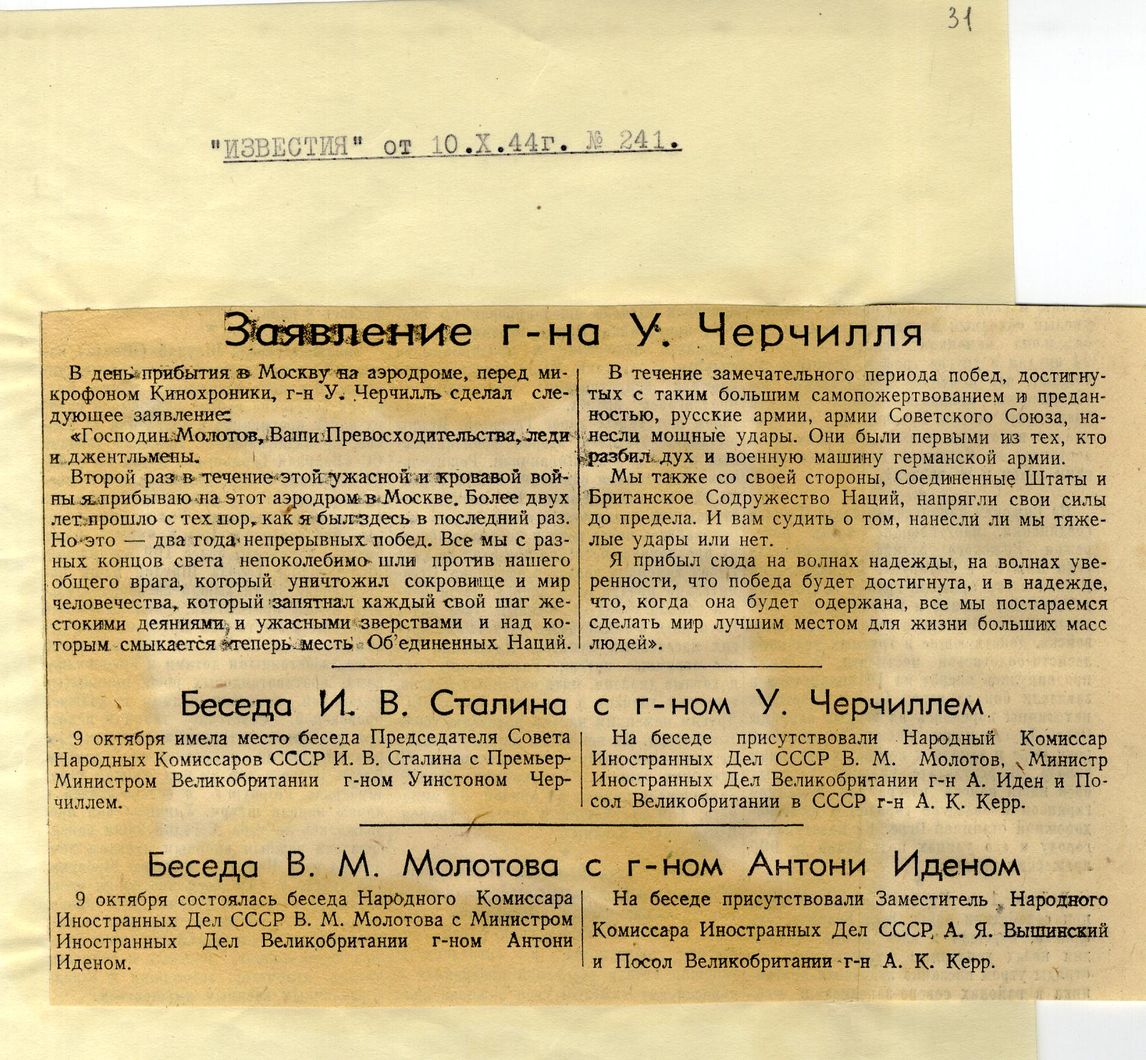 31
"ИЗВЕСТИЯ" от 10.X.44г. № 241.
Заявление г-на У. Черчилля
В день прибытия в Москву на аэродроме, перед ми-
крофоном Кинохроники, г-н У. Черчилль сделал сле-
дующее заявление:
«Господин Молотов, Ваши Превосходительства, леди
и джентльмены.
Второй раз в течение этой ужасной и кровавой вой-
ны я прибываю на этот аэродром в Москве. Более двух
лет прошло с тех пор, как я был здесь в последний раз.
Но это — два года непрерывных побед. Все мы с раз-
ных концов света непоколебимо шли против нашего
общего врага, который уничтожил сокровище и мир
человечества, который запятнал каждый свой шаг же-
стокими деяниями и ужасными зверствами и над ко-
торым смыкается теперь месть Об'единенных Наций.
В течение замечательного периода побед, достигну-
тых с таким большим самопожертвованием и предан-
ностью, русские армии, армии Советского Союза, на-
несли мощные удары. Они были первыми из тех, кто
разбил дух и военную машину германской армии.
Мы также со своей стороны, Соединенные Штаты и
Британское Содружество Наций, напрягли свои силы
до предела. И вам судить о том, нанесли ли мы тяже-
лые удары или нет.
Я прибыл сюда на волнах надежды, на волнах уве-
ренности, что победа будет достигнута, и в надежде,
что, когда она будет одержана, все мы постараемся
сделать мир лучшим местом для жизни больших масс
людей».
Беседа И. В. Сталина с г-ном У. Черчиллем
9 октября имела место беседа Председателя Совета
Народных Комиссаров СССР И. В. Сталина с Премьер-
Министром Великобритании г-ном Уинстоном Чер-
чиллем.
На беседе присутствовали Народный Комиссар
Иностранных Дел СССР В. М. Молотов, Министр
Иностранных Дел Великобритании г-н А. Иден и По-
сол Великобритании в СССР г-н А. К. Керр.
Беседа В. М. Молотова с г-ном Антони Иденом
9 октября состоялась беседа Народного Комиссара
Иностранных Дел СССР В. М. Молотова с Министром
Иностранных Дел Великобритании г-ном Антони
Иденом.
На беседе присутствовали Заместитель Народного
Комиссара Иностранных Дел СССР А. Я. Вышинский
и Посол Великобритании г-н А. К. Керр.